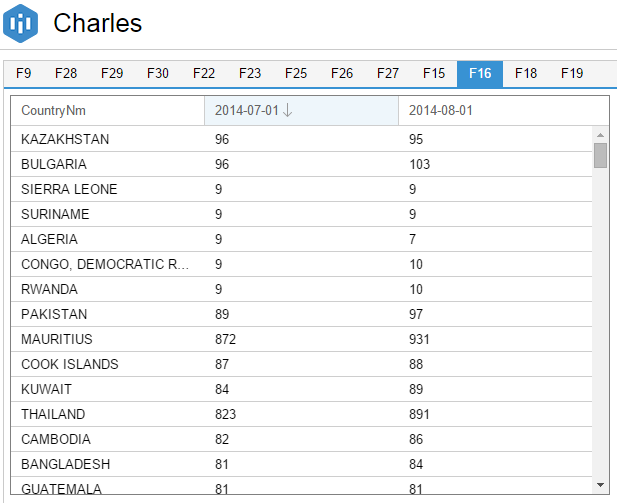 Charles
F9 F28 F29 F30 F22 F23 F25 F26 F27 F15 F16 F18 F19
CountryNm 2014-07-01 2014-08-01
KAZAKHSTAN 96 95
BULGARIA 96 103
SIERRA LEONE 9 9
SURINAME 9 9
ALGERIA 9 7
CONGO, DEMOCRATIC R... 9 10
RWANDA 9 10
PAKISTAN 89 97
MAURITIUS 872 931
COOK ISLANDS 87 88
KUWAIT 84 89
THAILAND 823 891
CAMBODIA 82 86
BANGLADESH 81 84
GUATEMALA 81 81